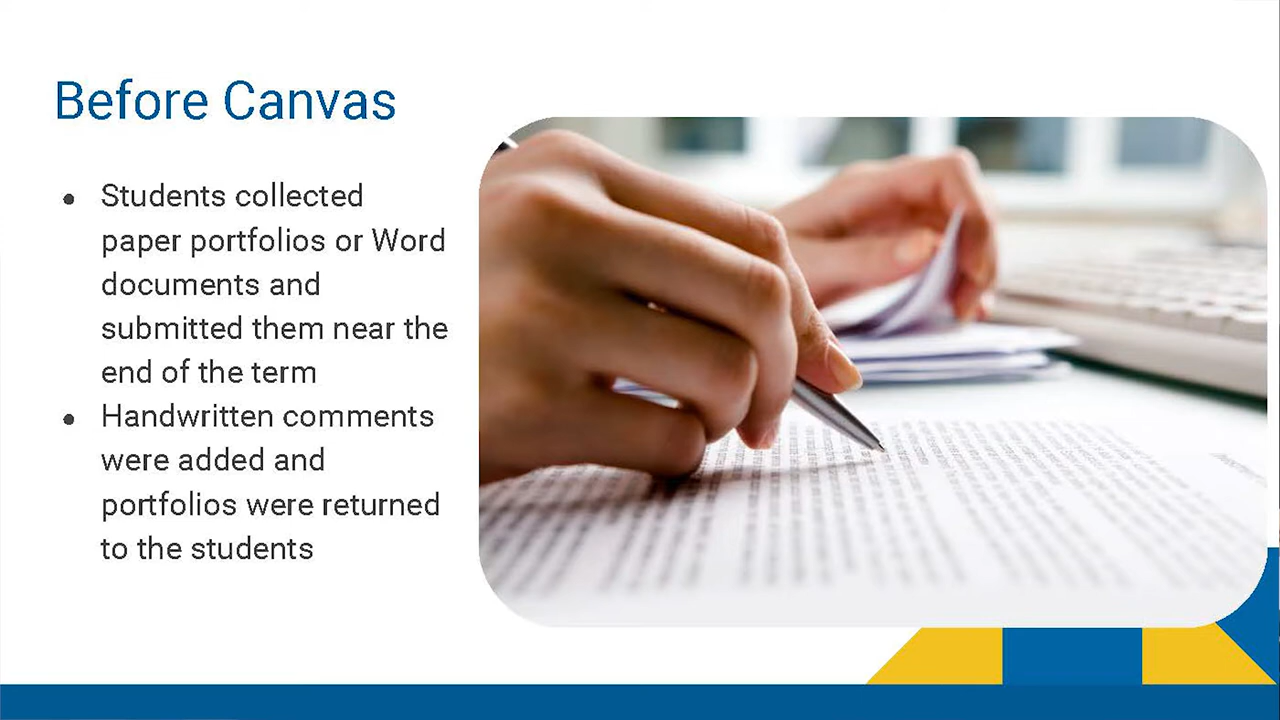 Before Canvas
• Students collected
paper portfolios or Word
documents and
submitted them near the
end of the term
• Handwritten comments
were added and
portfolios were returned
to the students